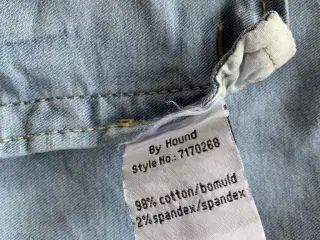 By Hound
Style No.: 7170268
98% cotton/bomuld
2% spandex/spandex